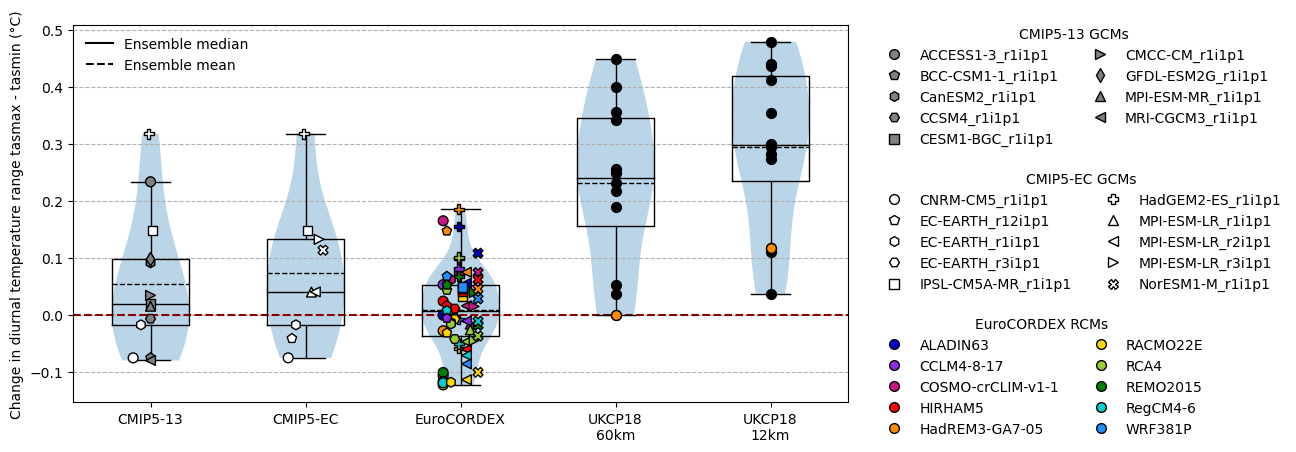 Change in diurnal temperature range tasmax - tasmin (°C)
0.5
0.4
0.3
0.2
0.1
0.0
−0.1
Ensemble median
Ensemble mean
CMIP5-13
CMIP5-EC
EuroCORDEX
UKCP18
60km
UKCP18
12km
CMIP5-13 GCMs
ACCESS1-3_r1i1p1
BCC-CSM1-1_r1i1p1
CanESM2_r1i1p1
CCSM4_r1i1p1
CESM1-BGC_r1i1p1
CMCC-CM_r1i1p1
GFDL-ESM2G_r1i1p1
MPI-ESM-MR_r1i1p1
MRI-CGCM3_r1i1p1
CMIP5-EC GCMs
CNRM-CM5_r1i1p1
EC-EARTH_r12i1p1
EC-EARTH_r1i1p1
EC-EARTH_r3i1p1
IPSL-CM5A-MR_r1i1p1
HadGEM2-ES_r1i1p1
MPI-ESM-LR_r1i1p1
MPI-ESM-LR_r2i1p1
MPI-ESM-LR_r3i1p1
NorESM1-M_r1i1p1
EuroCORDEX RCMs
ALADIN63
CCLM4-8-17
COSMO-crCLIM-v1-1
HIRHAM5
HadREM3-GA7-05
RACMO22E
RCA4
REMO2015
RegCM4-6
WRF381P